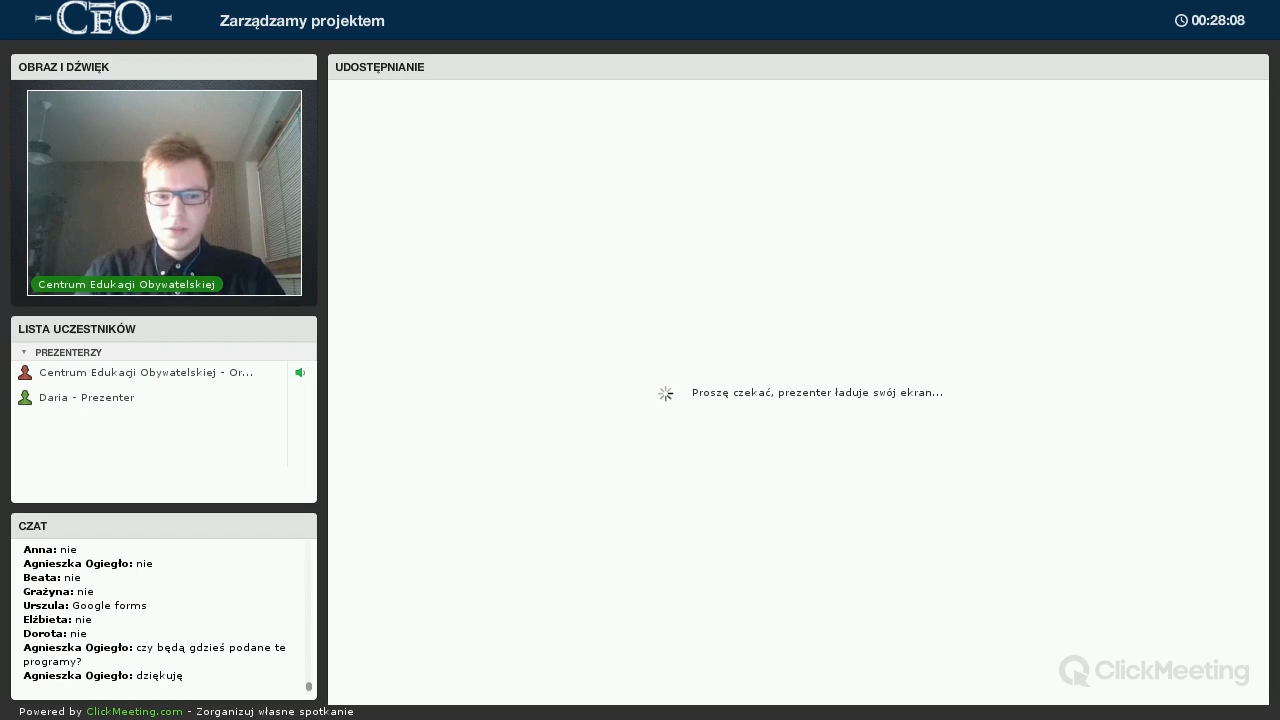 CEO
Zarządzamy projektem
00:28:08
OBRAZ I DŹWIĘK
Centrum Edukacji Obywatelskiej
LISTA UCZESTNIKÓW
PREZENTERZY
Centrum Edukacji Obywatelskiej - Or...
Daria - Prezenter
CZAT
Anna: nie
Agnieszka Ogiegło: nie
Beata: nie
Grażyna: nie
Urszula: Google forms
Elżbieta: nie
Dorota: nie
Agnieszka Ogiegło: czy będą gdzieś podane te
programy?
Agnieszka Ogiegło: dziękuję
UDOSTĘPNIANIE
Proszę czekać, prezenter ładuje swój ekran...
ClickMeeting
Powered by ClickMeeting.com - Zorganizuj własne spotkanie